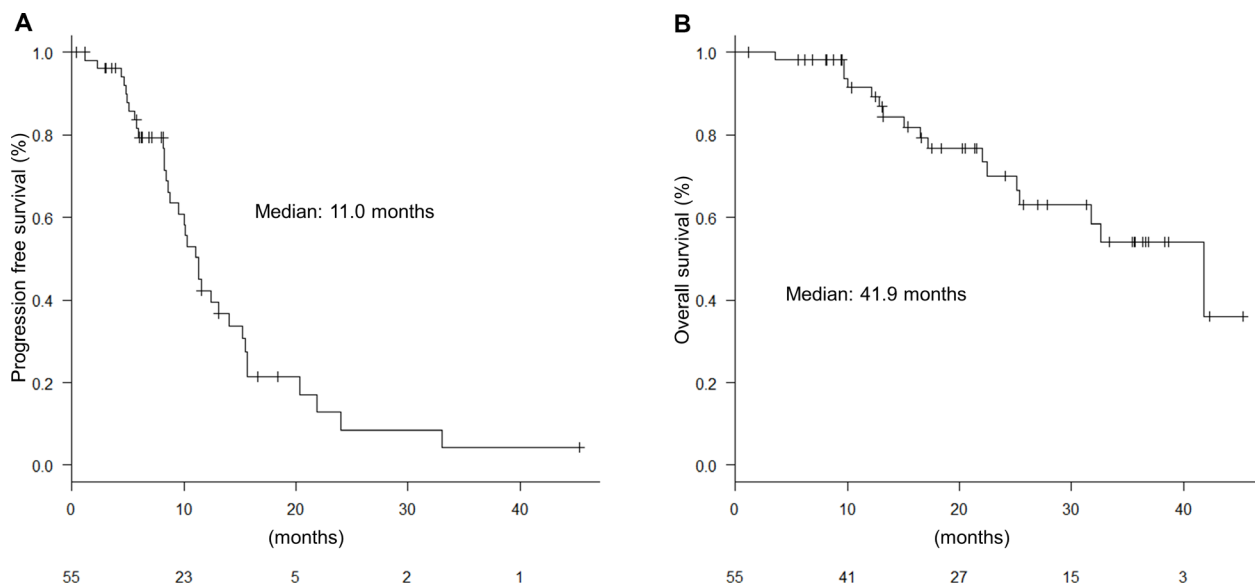 A
Progression free survival (%)
1.0
0.8
0.6
0.4
0.2
0.0
Median: 11.0 months
0 10 20 30 40
(months)
55 23 5 2 1
B
Overall survival (%)
1.0
0.8
0.6
0.4
0.2
0.0
Median: 41.9 months
0 10 20 30 40
(months)
55 41 27 15 3